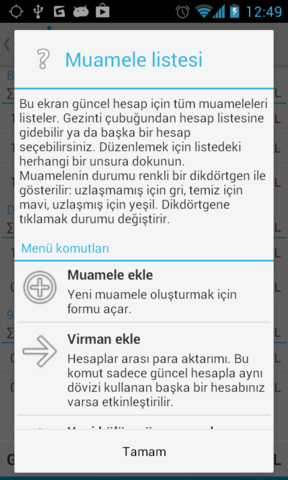 12:49
Muamele listesi
Bu ekran güncel hesap için tüm muameleleri
listeler. Gezinti çubuğundan hesap listesine
gidebilir ya da başka bir hesap
seçebilirsiniz. Düzenlemek için listedeki
herhangi bir unsura dokunun.
Muamelenin durumu renkli bir dikdörtgen ile
gösterilir: uzlaşmamış için gri, temiz için
mavi, uzlaşmış için yeşil. Dikdörtgene
tıklamak durumu değiştirir.
Menü komutları
Muamele ekle
Yeni muamele oluşturmak için
formu açar.
Virman ekle
Hesaplar arası para aktarımı. Bu
komut sadece güncel hesapla aynı
dövizi kullanan başka bir hesabınız
varsa etkinleştirilir.
Tamam